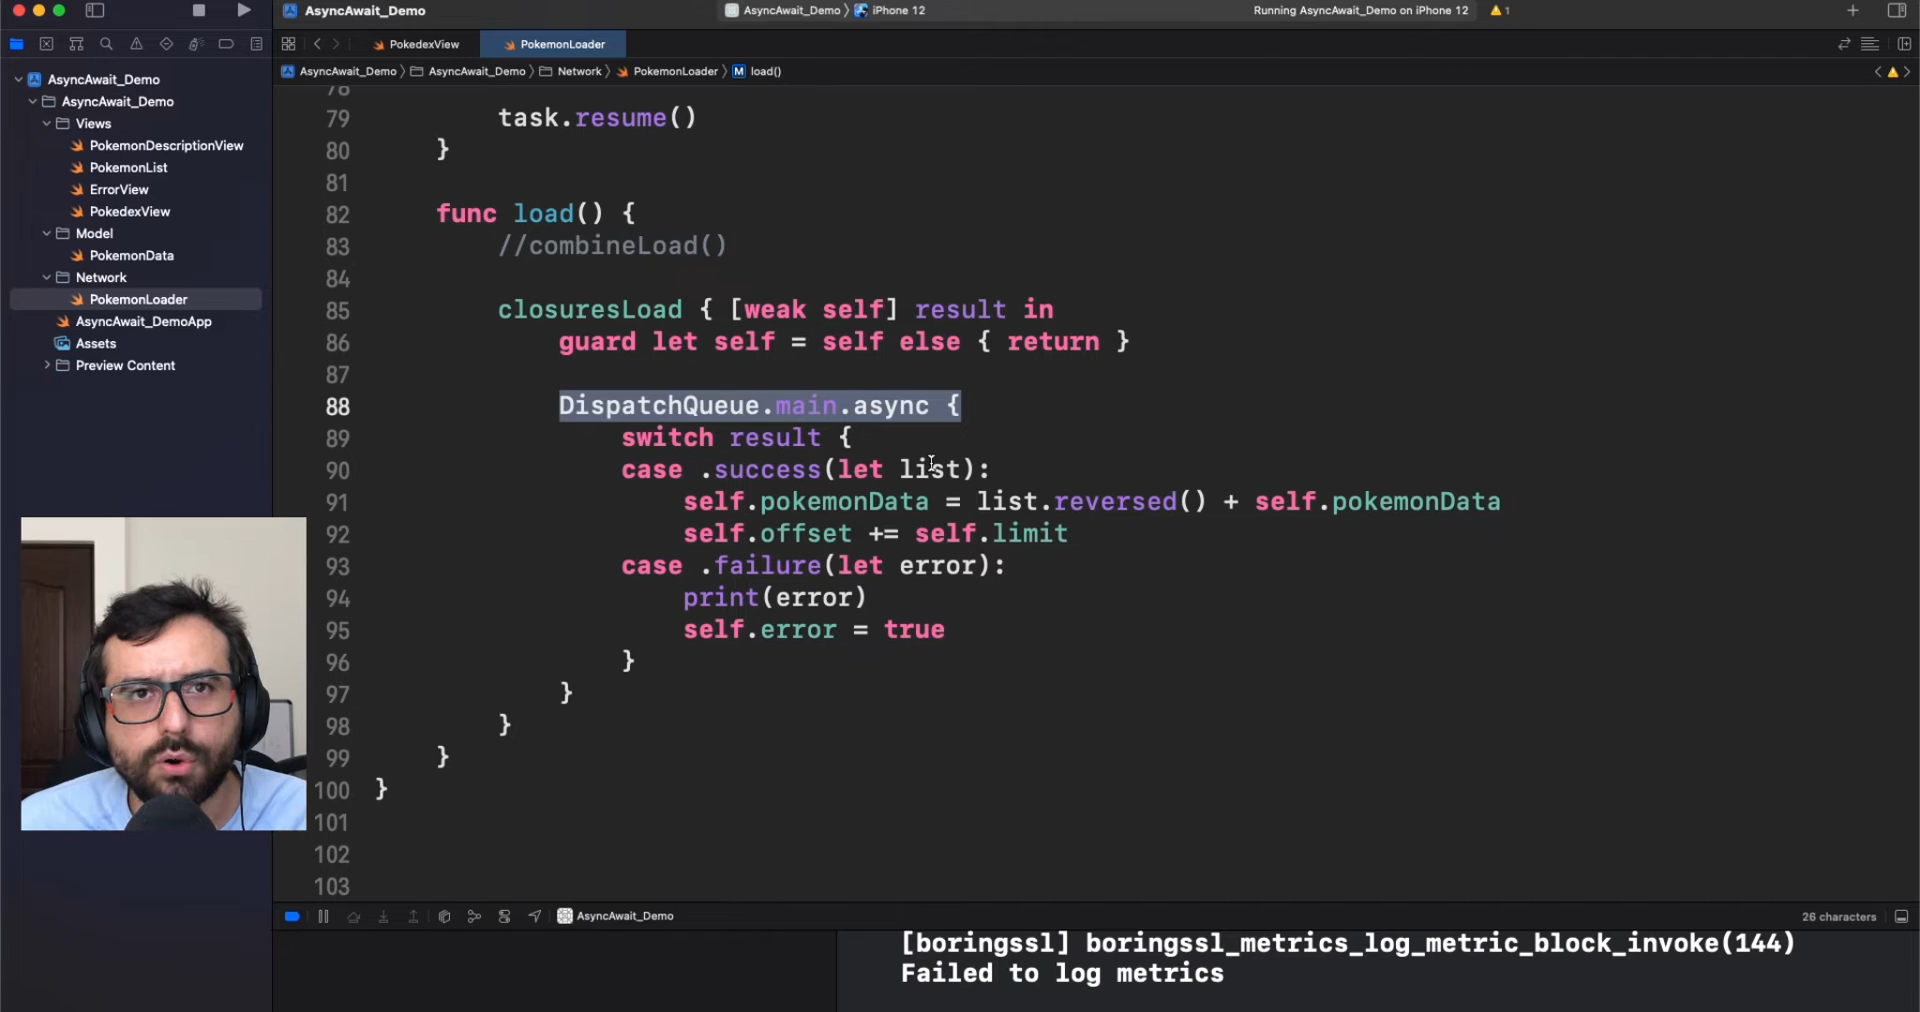 AsyncAwait_Demo
AsyncAwait_Demo 〉 iPhone 12
Running AsyncAwait_Demo on iPhone 12
1
PokedexView
PokemonLoader
AsyncAwait_Demo 〉 AsyncAwait_Demo 〉 Network 〉 PokemonLoader 〉 M load()
AsyncAwait_Demo
AsyncAwait_Demo
Views
PokemonDescriptionView
PokemonList
ErrorView
PokedexView
Model
PokemonData
Network
PokemonLoader
AsyncAwait_DemoApp
Assets
Preview Content
78
79 task.resume()
80 }
81
82 func load() {
83 //combineLoad()
84
85 closuresLoad { [weak self] result in
86 guard let self = self else { return }
87
88 DispatchQueue.main.async {
89 switch result {
90 case .success(let list):
91 self.pokemonData = list.reversed() + self.pokemonData
92 self.offset += self.limit
93 case .failure(let error):
94 print(error)
95 self.error = true
96 }
97 }
98 }
99 }
100 }
101
102
103
AsyncAwait_Demo
26 characters
[boringssl] boringssl_metrics_log_metric_block_invoke(144)
Failed to log metrics